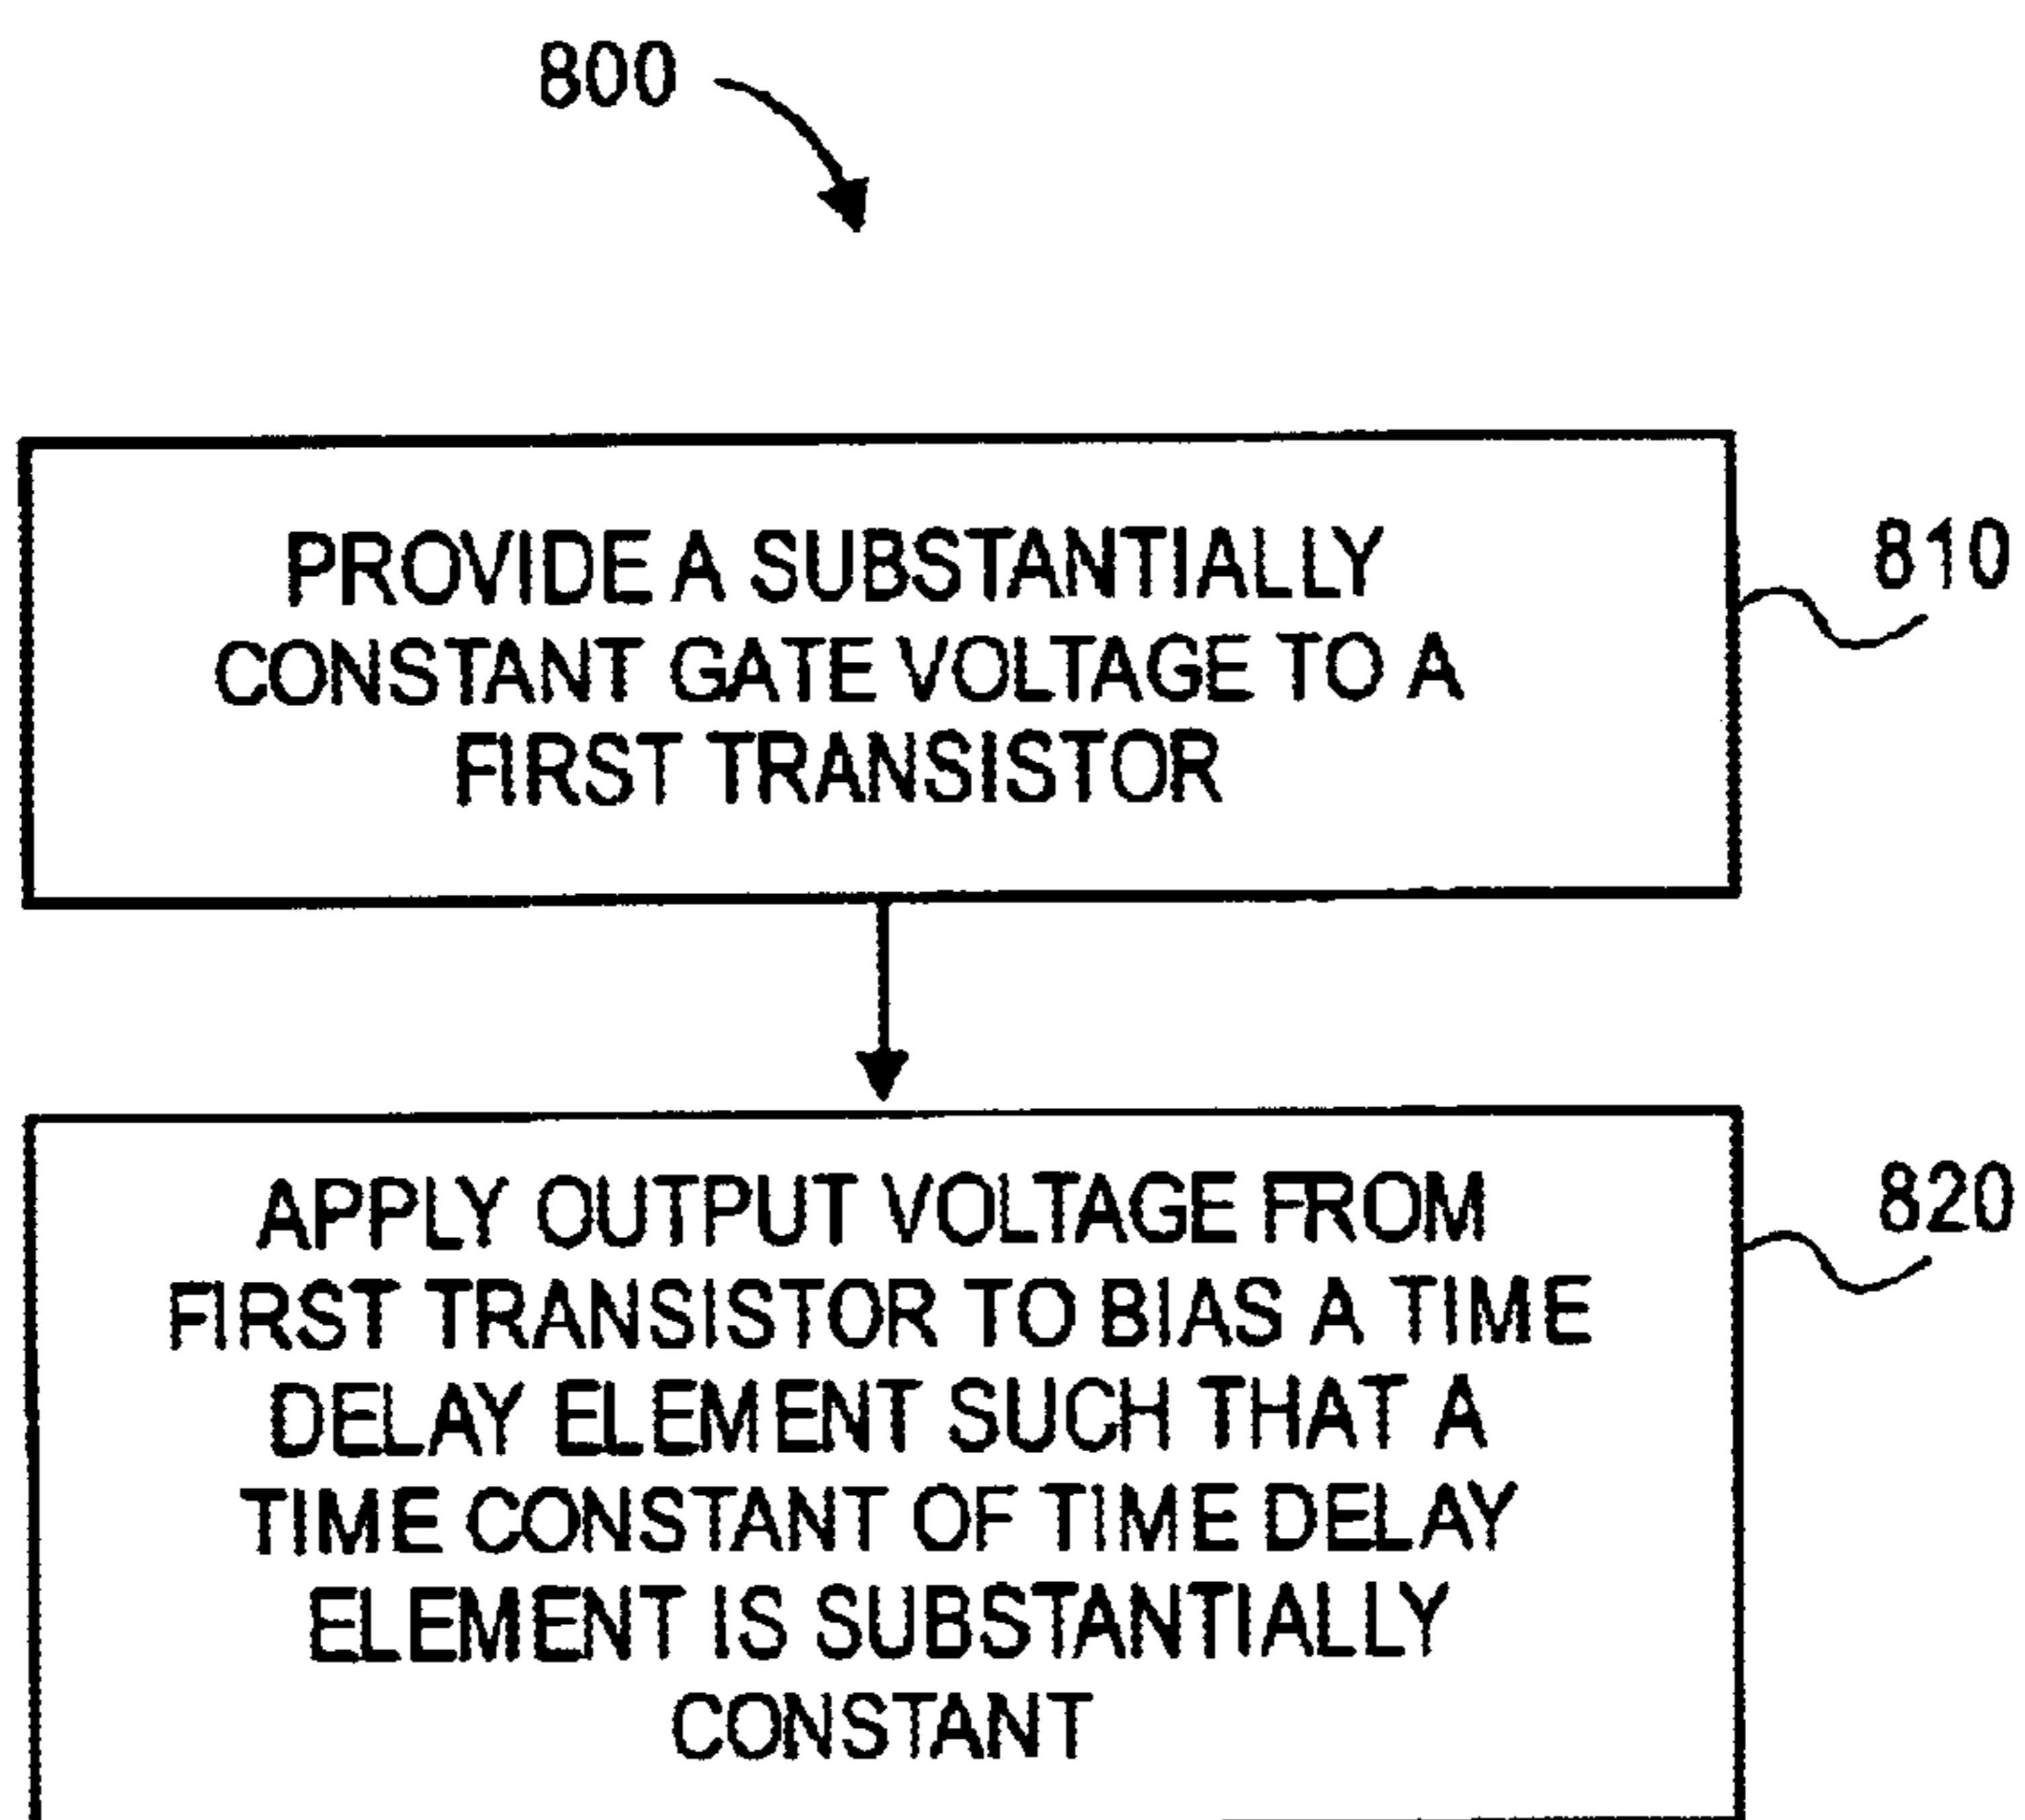 800
PROVIDE A SUBSTANTIALLY
CONSTANT GATE VOLTAGE TO A
FIRST TRANSISTOR
810
APPLY OUTPUT VOLTAGE FROM
FIRST TRANSISTOR TO BIAS A TIME
DELAY ELEMENT SUCH THAT A
TIME CONSTANT OF TIME DELAY
ELEMENT IS SUBSTANTIALLY
CONSTANT
820